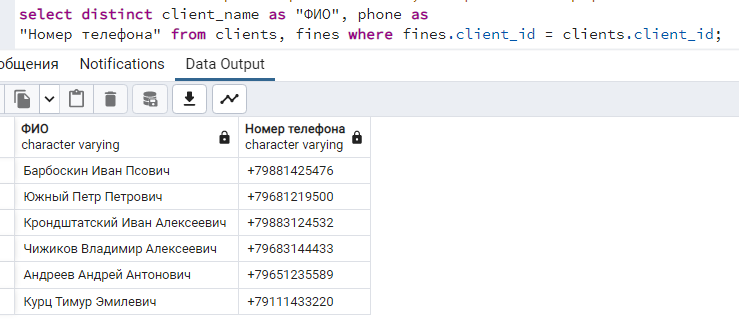 select distinct client_name as "ФИО", phone as
"Номер телефона" from clients, fines where fines.client_id = clients.client_id;
общения Notifications Data Output
ФИО Номер телефона
character varying character varying
Барбоскин Иван Псович +79881425476
Южный Петр Петрович +79681219500
Крондштатский Иван Алексеевич +79883124532
Чижиков Владимир Алексеевич +79683144433
Андреев Андрей Антонович +79651235589
Курц Тимур Эмилевич +79111433220